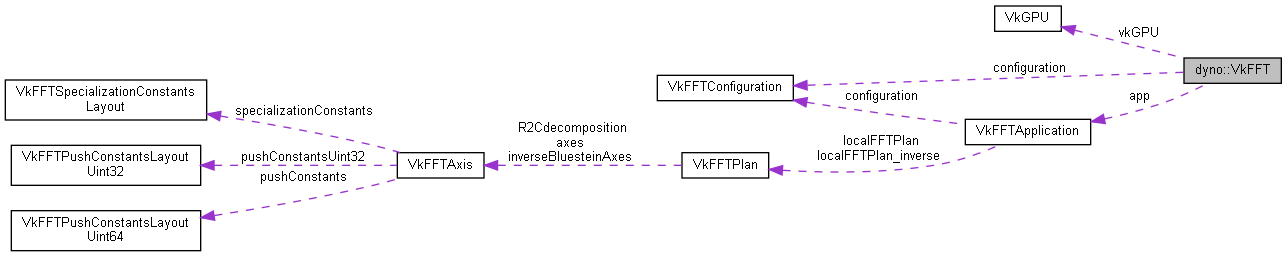 VkGPU
vkGPU
dyno::VkFFT
configuration
VkFFTConfiguration
configuration
app
VkFFTApplication
VkFFTSpecializationConstants
Layout
specializationConstants
R2Cdecomposition
axes
inverseBluesteinAxes
localFFTPlan
localFFTPlan_inverse
VkFFTPushConstantsLayout
Uint32
pushConstantsUint32
VkFFTAxis
VkFFTPlan
pushConstants
VkFFTPushConstantsLayout
Uint64